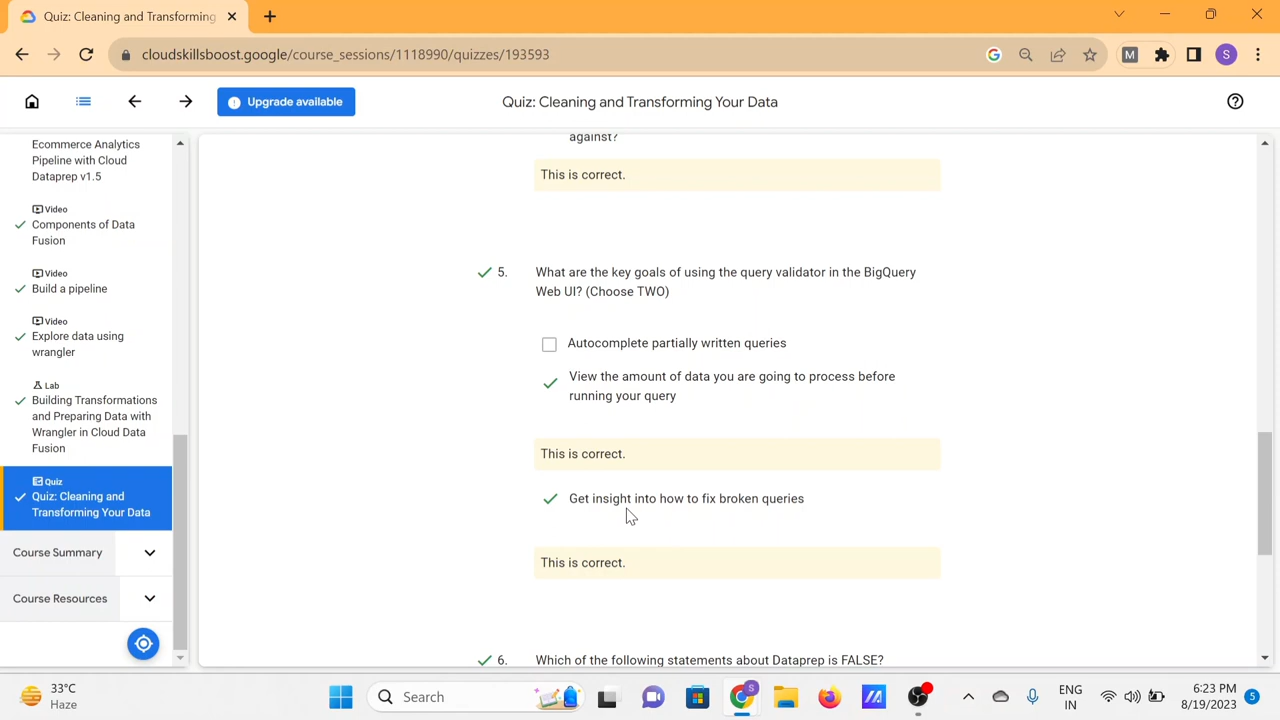 Quiz: Cleaning and Transforming
cloudskillsboost.google/course_sessions/1118990/quizzes/193593
M
S
Upgrade available
Quiz: Cleaning and Transforming Your Data
Ecommerce Analytics
Pipeline with Cloud
Dataprep v1.5
Video
Components of Data
Fusion
Video
Build a pipeline
Video
Explore data using
wrangler
Lab
Building Transformations
and Preparing Data with
Wrangler in Cloud Data
Fusion
Quiz
Quiz: Cleaning and
Transforming Your Data
Course Summary
Course Resources
against?
This is correct.
5.
What are the key goals of using the query validator in the BigQuery
Web UI? (Choose TWO)
Autocomplete partially written queries
View the amount of data you are going to process before
running your query
This is correct.
Get insight into how to fix broken queries
This is correct.
6.
Which of the following statements about Dataprep is FALSE?
33°C
Haze
Search
S
ENG
IN
6:23 PM
8/19/2023
5